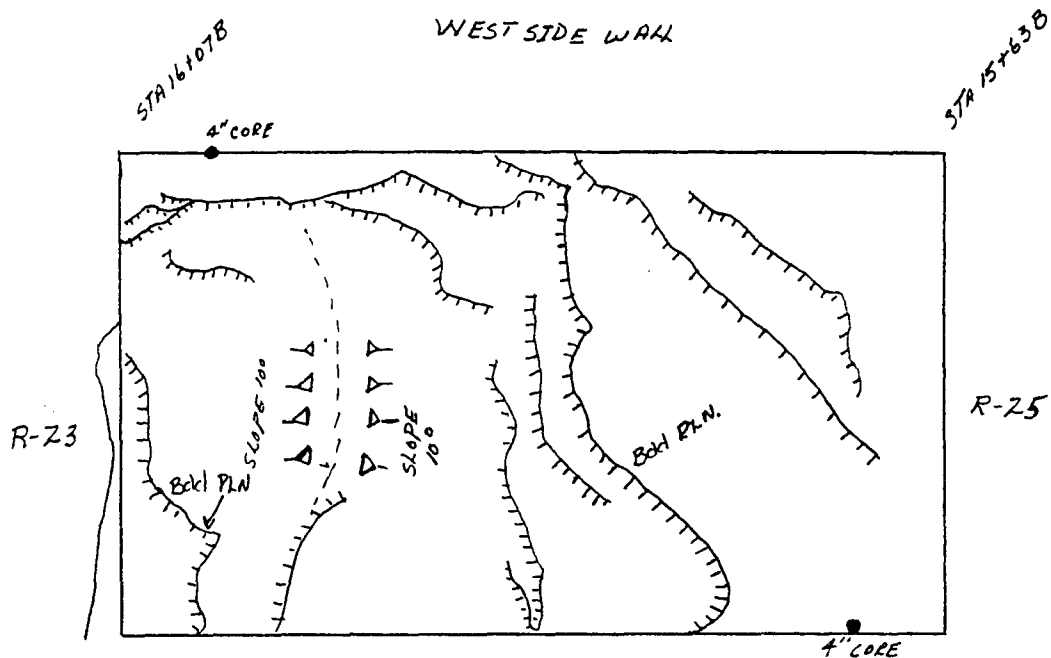 WEST SIDE WALL
STA 16+07B
STA 15+63B
4" CORE
R-23
R-25
SLOPE 10°
SLOPE
10°
Bdd PLN
Bdd PLN.
4" CORE